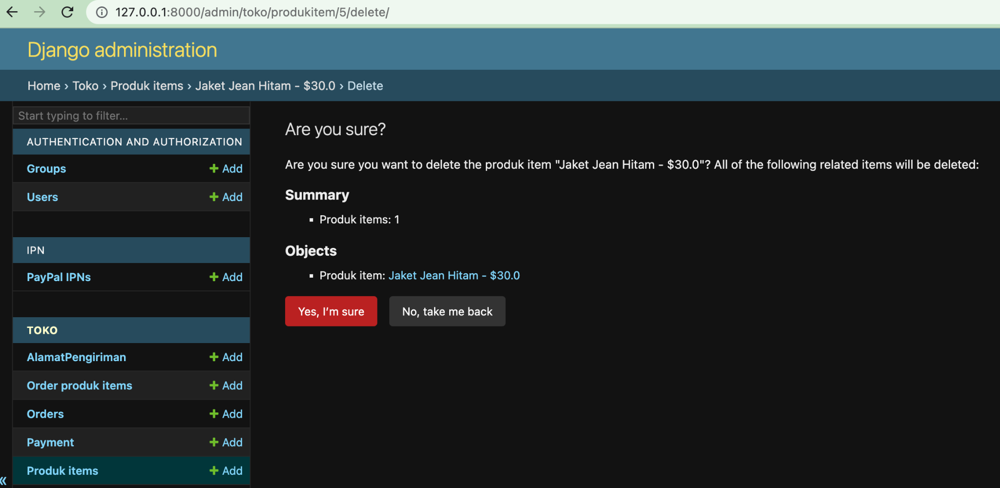 127.0.0.1:8000/admin/toko/produkitem/5/delete/
Django administration
Home › Toko › Produk items › Jaket Jean Hitam - $30.0 › Delete
Start typing to filter...
AUTHENTICATION AND AUTHORIZATION
Groups + Add
Users + Add
IPN
PayPal IPNs + Add
TOKO
AlamatPengiriman + Add
Order produk items + Add
Orders + Add
Payment + Add
Produk items + Add
«
Are you sure?
Are you sure you want to delete the produk item "Jaket Jean Hitam - $30.0"? All of the following related items will be deleted:
Summary
▪ Produk items: 1
Objects
▪ Produk item: Jaket Jean Hitam - $30.0
Yes, I’m sure No, take me back